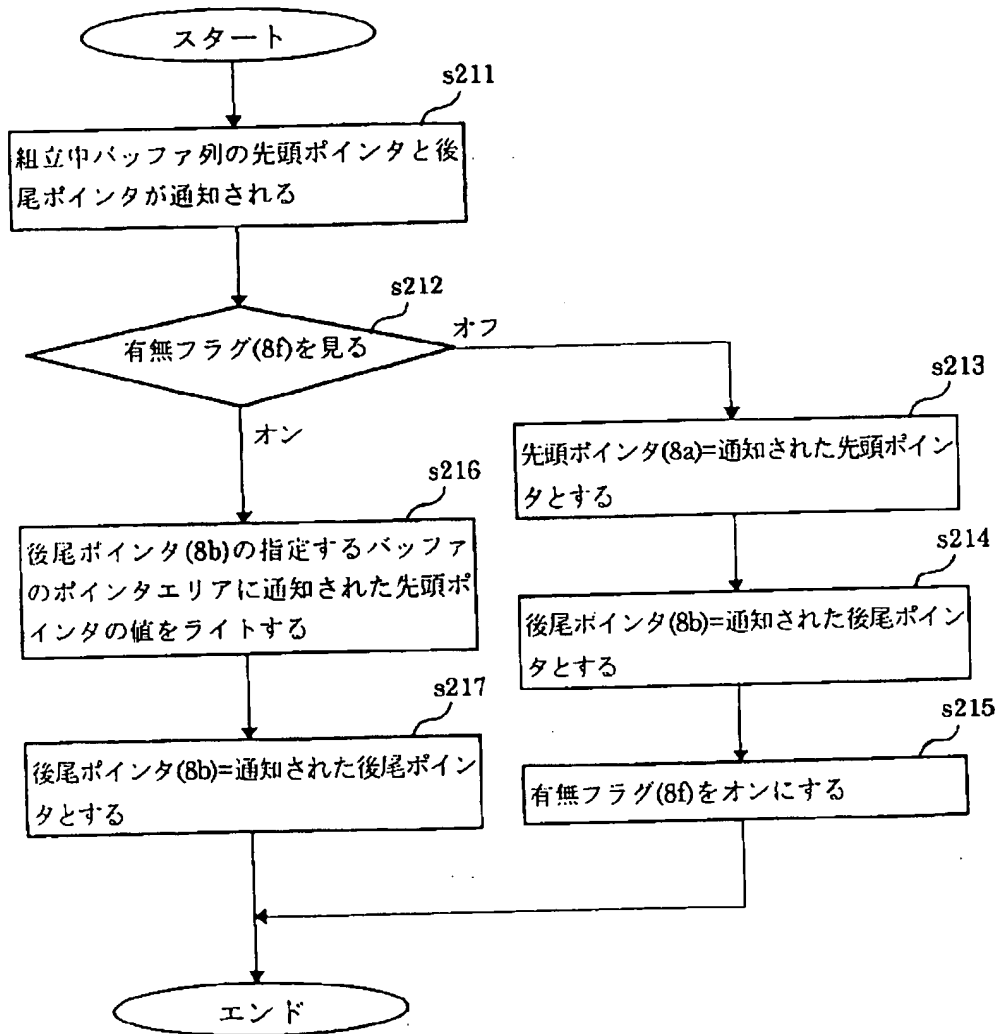 スタート
s211
組立中バッファ列の先頭ポインタと後
尾ポインタが通知される
s212
有無フラグ(8f)を見る
オフ
オン
s213
先頭ポインタ(8a)=通知された先頭ポイン
タとする
s214
後尾ポインタ(8b)=通知された後尾ポイン
タとする
s215
有無フラグ(8f)をオンにする
s216
後尾ポインタ(8b)の指定するバッファ
のポインタエリアに通知された先頭ポ
インタの値をライトする
s217
後尾ポインタ(8b)=通知された後尾ポイン
タとする
エンド